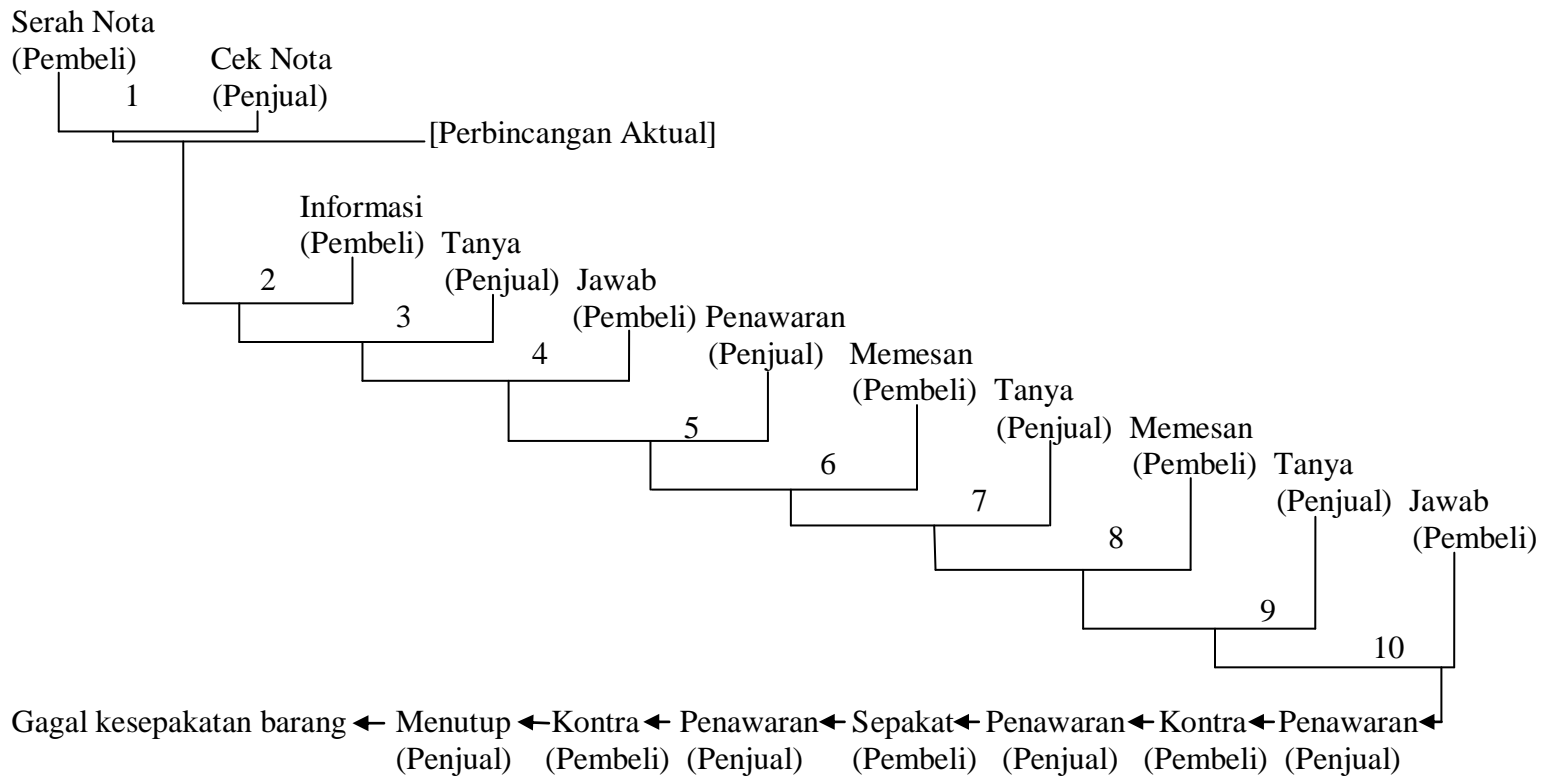 Serah Nota
(Pembeli) Cek Nota
1 (Penjual)
[Perbincangan Aktual]
Informasi
(Pembeli) Tanya
2 (Penjual) Jawab
3 (Pembeli) Penawaran
4 (Penjual) Memesan
(Pembeli) Tanya
5 (Penjual) Memesan
6 (Pembeli) Tanya
7 (Penjual) Jawab
8 (Pembeli)
9
10
Gagal kesepakatan barang Menutup Kontra Penawaran Sepakat Penawaran Kontra Penawaran
(Penjual) (Pembeli) (Penjual) (Pembeli) (Penjual) (Pembeli) (Penjual)